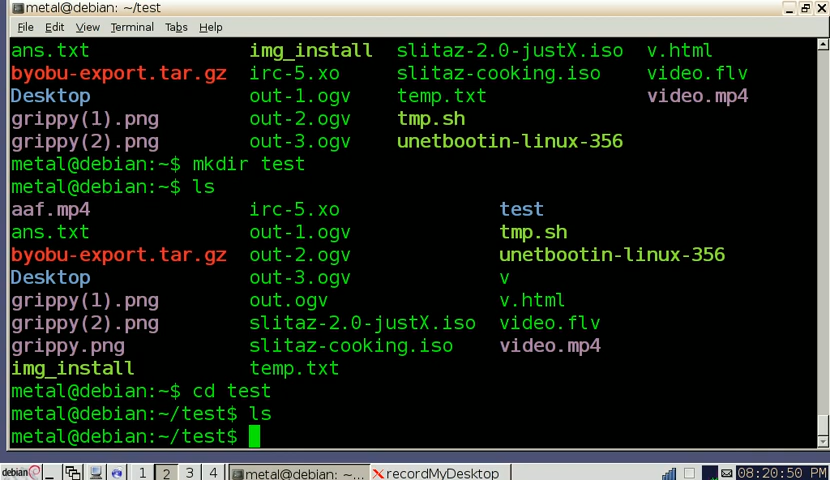 metal@debian: ~/test
File Edit View Terminal Tabs Help
ans.txt img_install slitaz-2.0-justX.iso v.html
byobu-export.tar.gz irc-5.xo slitaz-cooking.iso video.flv
Desktop out-1.ogv temp.txt video.mp4
grippy(1).png out-2.ogv tmp.sh
grippy(2).png out-3.ogv unetbootin-linux-356
metal@debian:~$ mkdir test
metal@debian:~$ ls
aaf.mp4 irc-5.xo test
ans.txt out-1.ogv tmp.sh
byobu-export.tar.gz out-2.ogv unetbootin-linux-356
Desktop out-3.ogv v
grippy(1).png out.ogv v.html
grippy(2).png slitaz-2.0-justX.iso video.flv
grippy.png slitaz-cooking.iso video.mp4
img_install temp.txt
metal@debian:~$ cd test
metal@debian:~/test$ ls
metal@debian:~/test$
debian 1 2 3 4 metal@debian: ~... recordMyDesktop 08:20:50 PM